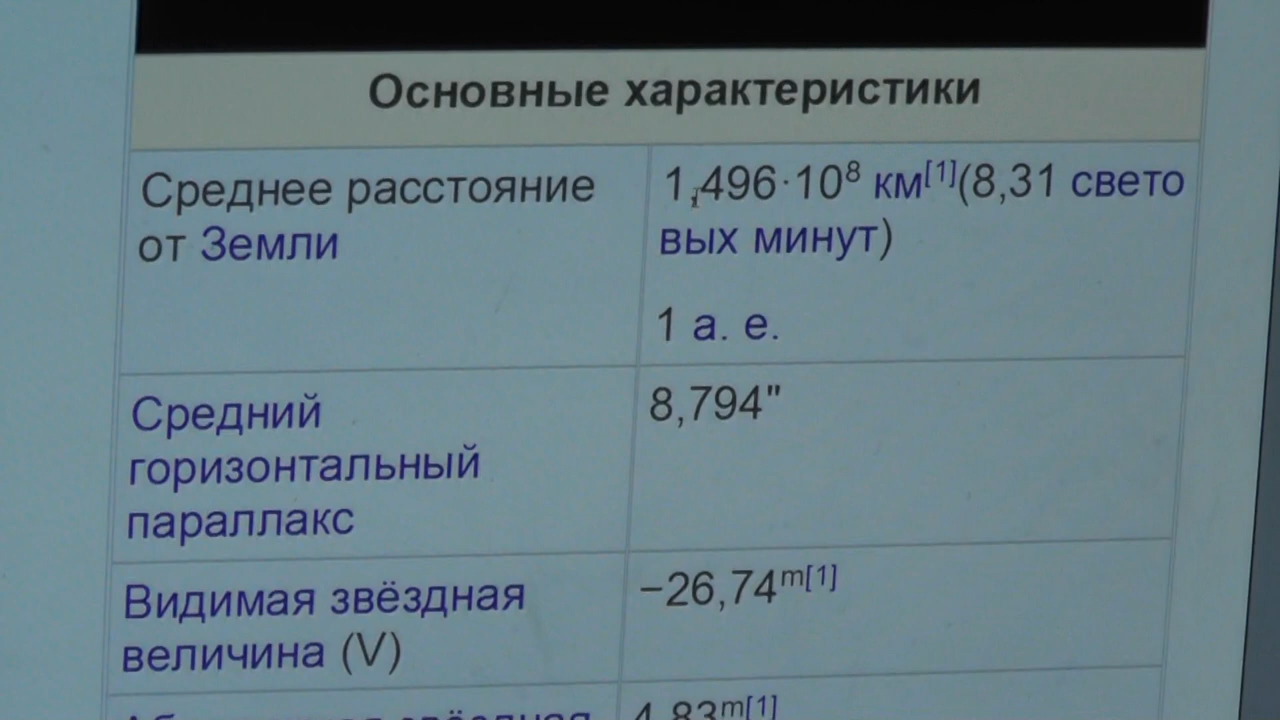 Основные характеристики
Среднее расстояние
от Земли
1,496·10⁸ км[1](8,31 свето
вых минут)
1 а. е.
Средний
горизонтальный
параллакс
8,794"
Видимая звёздная
величина (V)
−26,74ᵐ[1]
4,83ᵐ[1]